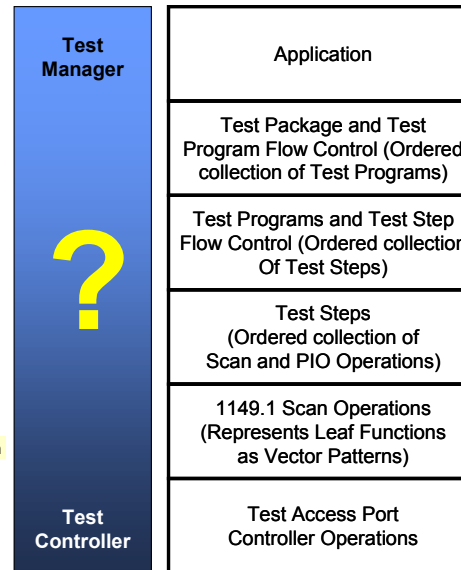 Test
Manager
?
Test
Controller
Application
Test Package and Test
Program Flow Control (Ordered
collection of Test Programs)
Test Programs and Test Step
Flow Control (Ordered collection
Of Test Steps)
Test Steps
(Ordered collection of
Scan and PIO Operations)
1149.1 Scan Operations
(Represents Leaf Functions
as Vector Patterns)
Test Access Port
Controller Operations